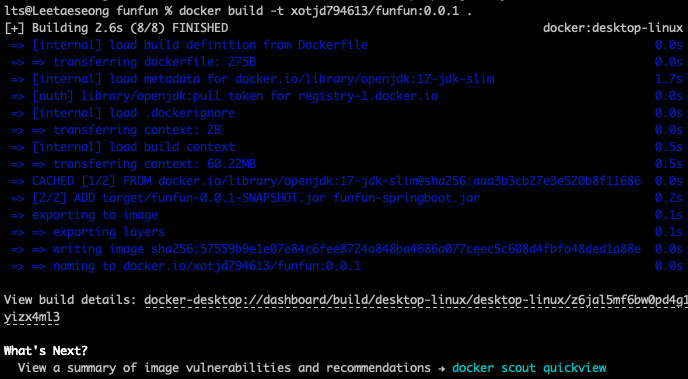 lts@Leetaeseong funfun % docker build -t xotjd794613/funfun:0.0.1 .
[+] Building 2.6s (8/8) FINISHED docker:desktop-linux
=> [internal] load build definition from Dockerfile 0.0s
=> => transferring dockerfile: 275B 0.0s
=> [internal] load metadata for docker.io/library/openjdk:17-jdk-slim 1.7s
=> [auth] library/openjdk:pull token for registry-1.docker.io 0.0s
=> [internal] load .dockerignore 0.0s
=> => transferring context: 2B 0.0s
=> [internal] load build context 0.5s
=> => transferring context: 60.22MB 0.5s
=> CACHED [1/2] FROM docker.io/library/openjdk:17-jdk-slim@sha256:aaa3b3cb27e3e520b8f11686 0.0s
=> [2/2] ADD target/funfun-0.0.1-SNAPSHOT.jar funfun-springboot.jar 0.2s
=> exporting to image 0.1s
=> => exporting layers 0.1s
=> => writing image sha256:57559b9e1e07e84c6fee8724a848ba4686a077ceec5c608d4fbfa48ded1a88e 0.0s
=> => naming to docker.io/xotjd794613/funfun:0.0.1 0.0s
View build details: docker-desktop://dashboard/build/desktop-linux/desktop-linux/z6jal5mf6bw0pd4g1
yizx4ml3
What's Next?
View a summary of image vulnerabilities and recommendations → docker scout quickview